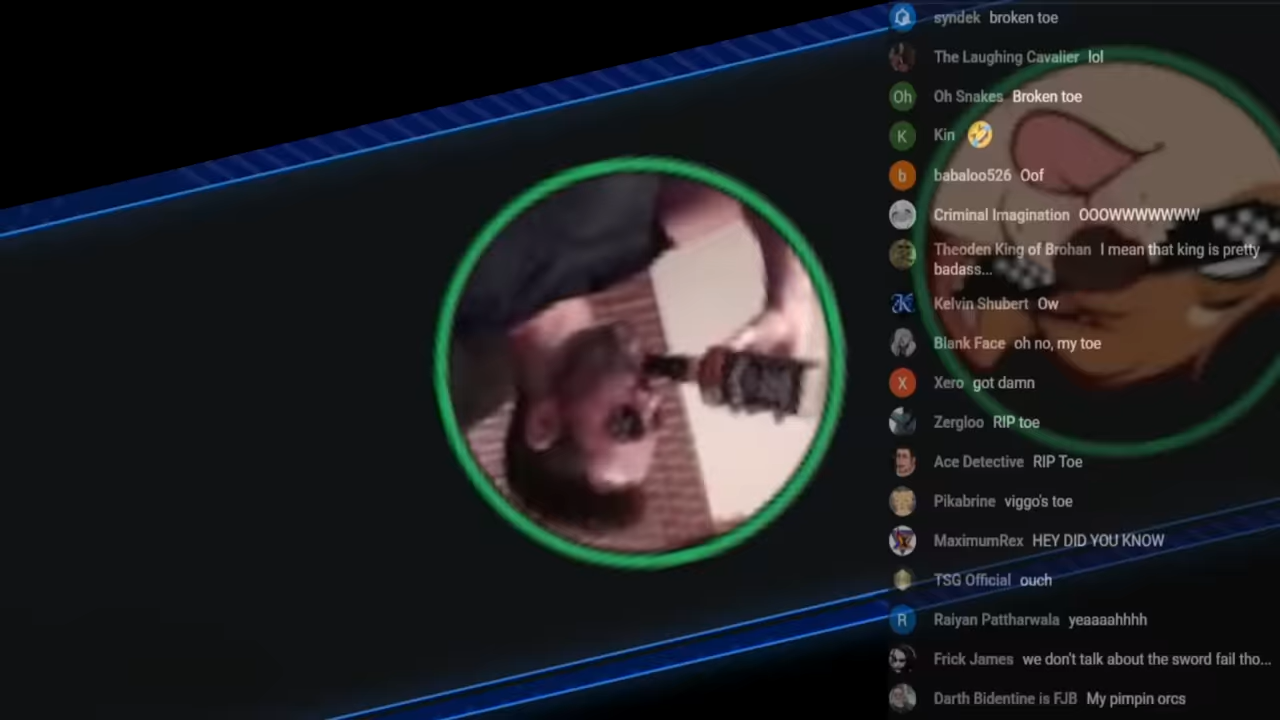 syndek broken toe
The Laughing Cavalier lol
Oh Oh Snakes Broken toe
K Kin 🤣
b babaloo526 Oof
Criminal Imagination OOOWWWWWWW
Theoden King of Brohan I mean that king is pretty
badass...
K Kelvin Shubert Ow
Blank Face oh no, my toe
X Xero got damn
Zergloo RIP toe
Ace Detective RIP Toe
Pikabrine viggo's toe
MaximumRex HEY DID YOU KNOW
TSG Official ouch
R Raiyan Pattharwala yeaaaahhhh
Frick James we don't talk about the sword fail tho...
Darth Bidentine is FJB My pimpin orcs